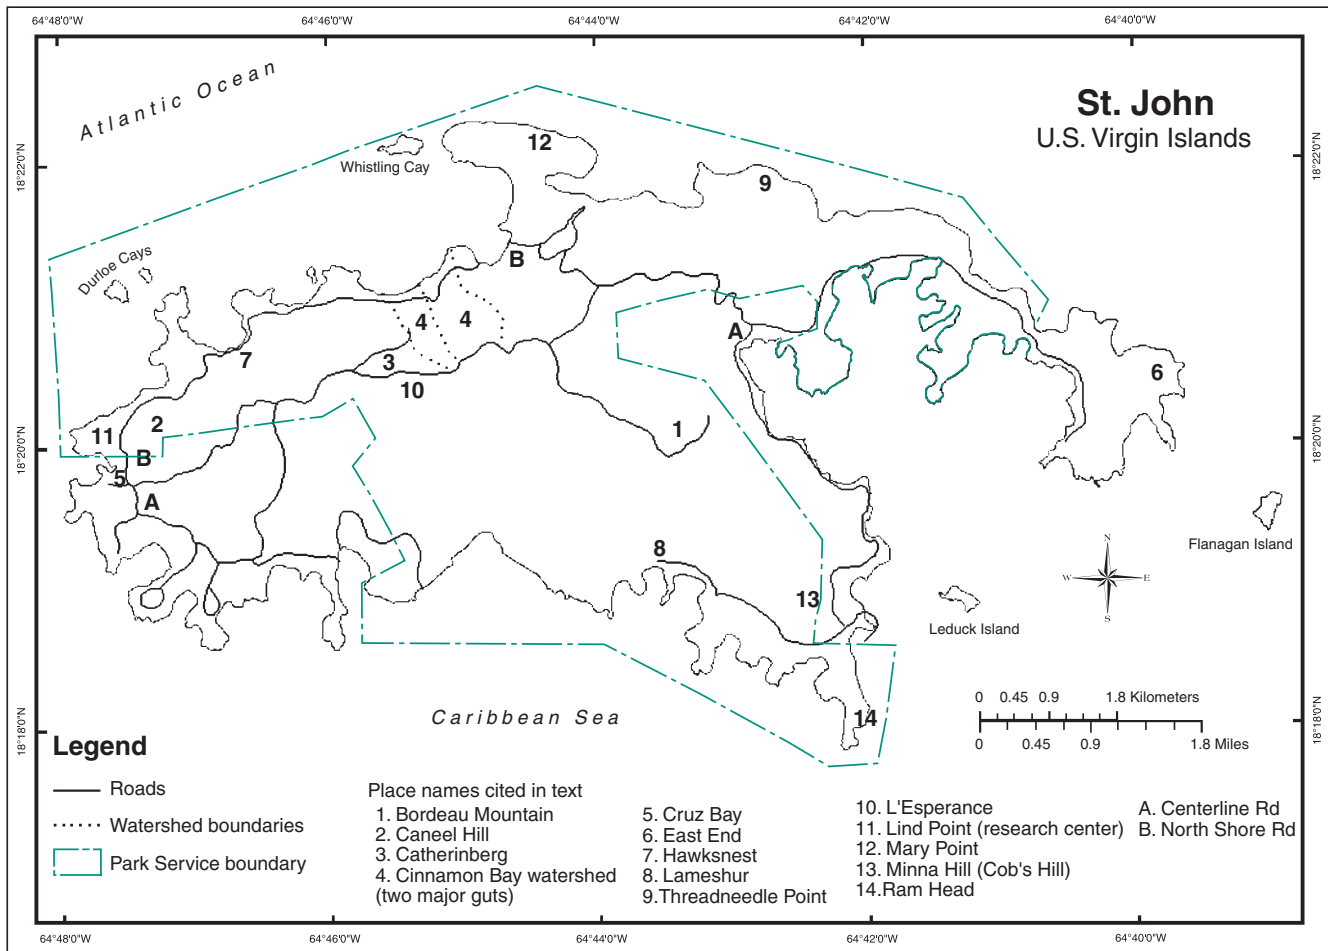 64°48'0"W 64°46'0"W 64°44'0"W 64°42'0"W 64°40'0"W
Atlantic Ocean
St. John
U.S. Virgin Islands
18°22'0"N
18°22'0"N
Whistling Cay
12
9
Durloe Cays
B
4
4
A
7
3
10
6
2
11
1
B
5
A
18°20'0"N
18°20'0"N
Flanagan Island
8
N
W E
S
13
Leduck Island
14
Caribbean Sea
0 0.45 0.9 1.8 Kilometers
0 0.45 0.9 1.8 Miles
18°18'0"N
18°18'0"N
Legend
Roads
Watershed boundaries
Park Service boundary
Place names cited in text
1. Bordeau Mountain
2. Caneel Hill
3. Catherinberg
4. Cinnamon Bay watershed
(two major guts)
5. Cruz Bay
6. East End
7. Hawksnest
8. Lameshur
9.Threadneedle Point
10. L'Esperance
11. Lind Point (research center)
12. Mary Point
13. Minna Hill (Cob's Hill)
14.Ram Head
A. Centerline Rd
B. North Shore Rd
64°48'0"W 64°46'0"W 64°44'0"W 64°42'0"W 64°40'0"W